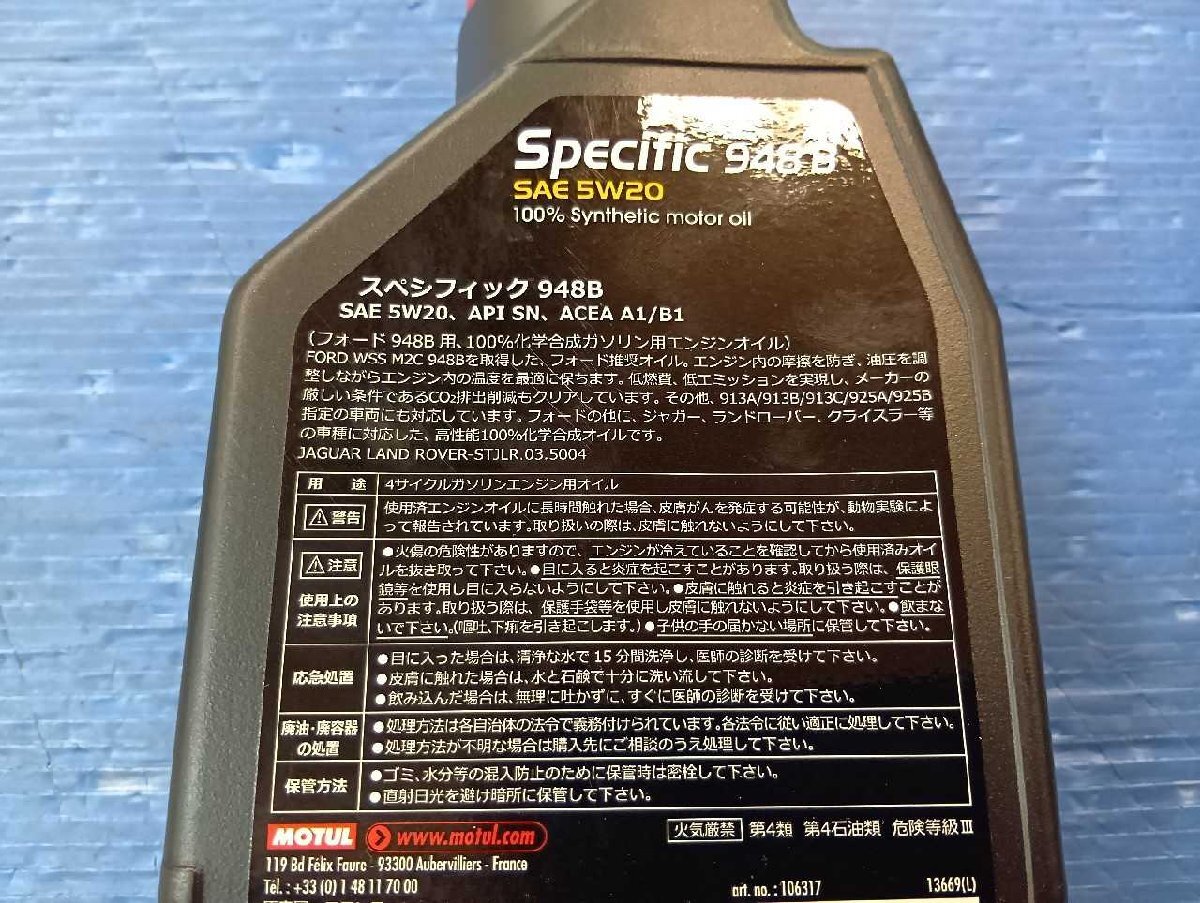 Specific 948 B
SAE 5W20
100% Synthetic motor oil
スペシフィック 948B
SAE 5W20、API SN、ACEA A1/B1
(フォード 948B 用、100%化学合成ガソリン用エンジンオイル)
FORD WSS M2C 948Bを取得した、フォード推奨オイル。エンジン内の摩擦を防ぎ、油圧を調
整しながらエンジン内の温度を最適に保ちます。低燃費、低エミッションを実現し、メーカーの
厳しい条件であるCO₂排出削減もクリアしています。その他、913A/913B/913C/925A/925B
指定の車両にも対応しています。フォードの他に、ジャガー、ランドローバー、クライスラー等
の車種に対応した、高性能100%化学合成オイルです。
JAGUAR LAND ROVER-STJLR.03.5004
用 途 4サイクルガソリンエンジン用オイル
⚠警告 使用済エンジンオイルに長時間触れた場合、皮膚がんを発症する可能性が、動物実験によ
って報告されています。取り扱いの際は、皮膚に触れないようにして下さい。
⚠注意
使用上の
注意事項
●火傷の危険性がありますので、エンジンが冷えていることを確認してから使用済みオイ
ルを抜き取って下さい。●目に入ると炎症を起こすことがあります。取り扱う際は、保護眼
鏡等を使用し目に入らないようにして下さい。●皮膚に触れると炎症を引き起こすことが
あります。取り扱う際は、保護手袋等を使用し皮膚に触れないようにして下さい。●飲まな
いで下さい。(嘔吐、下痢を引き起こします。)●子供の手の届かない場所に保管して下さい。
応急処置
●目に入った場合は、清浄な水で15分間洗浄し、医師の診断を受けて下さい。
●皮膚に触れた場合は、水と石鹸で十分に洗い流して下さい。
●飲み込んだ場合は、無理に吐かずに、すぐに医師の診断を受けて下さい。
廃油・廃容器
の処置
●処理方法は各自治体の法令で義務付けられています。各法令に従い適正に処理して下さい。
●処理方法が不明な場合は購入先にご相談のうえ処理して下さい。
保管方法
●ゴミ、水分等の混入防止のために保管時は密栓して下さい。
●直射日光を避け暗所に保管して下さい。
MOTUL www.motul.com 火気厳禁 第4類 第4石油類 危険等級Ⅲ
119 Bd Félix Faure - 93300 Aubervilliers - France
Tél. : +33 (0) 1 48 11 70 00 art. no. : 106317 13669(L)